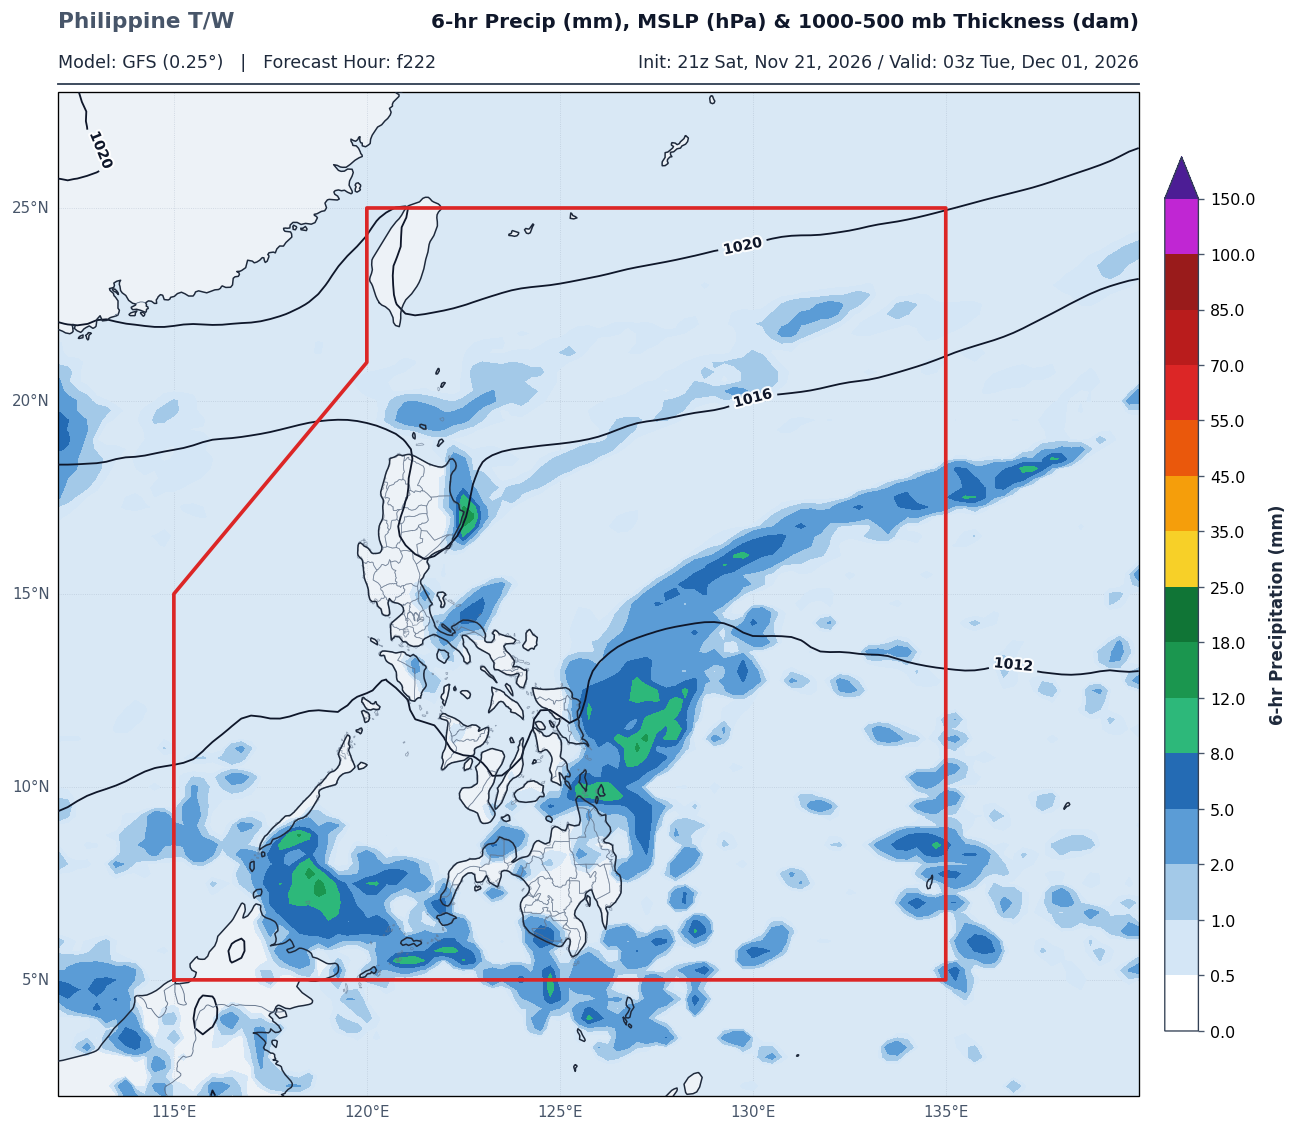 Philippine T/W
6-hr Precip (mm), MSLP (hPa) & 1000-500 mb Thickness (dam)
Model: GFS (0.25°) | Forecast Hour: f222
Init: 21z Sat, Nov 21, 2026 / Valid: 03z Tue, Dec 01, 2026
1020
1020
1016
1012
25°N
20°N
15°N
10°N
5°N
115°E
120°E
125°E
130°E
135°E
150.0
100.0
85.0
70.0
55.0
45.0
35.0
25.0
18.0
12.0
8.0
5.0
2.0
1.0
0.5
0.0
6-hr Precipitation (mm)